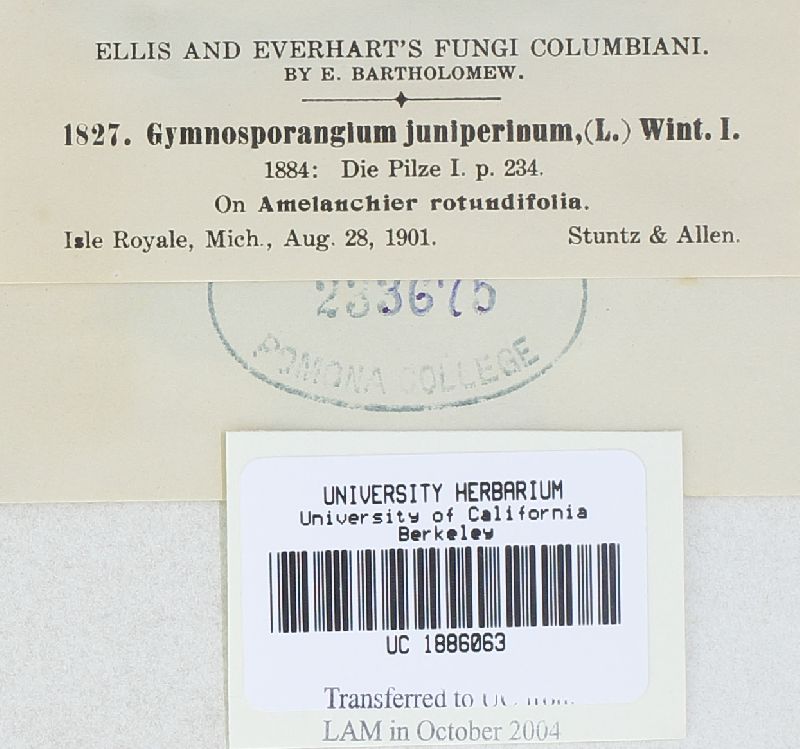 ELLIS AND EVERHART'S FUNGI COLUMBIANI.
BY E. BARTHOLOMEW.
1827. Gymnosporangium juniperinum,(L.) Wint. I.
1884: Die Pilze I. p. 234.
On Amelanchier rotundifolia.
Isle Royale, Mich., Aug. 28, 1901. Stuntz & Allen.
233675
POMONA COLLEGE
UNIVERSITY HERBARIUM
University of California
Berkeley
UC 1886063
Transferred to UC from
LAM in October 2004